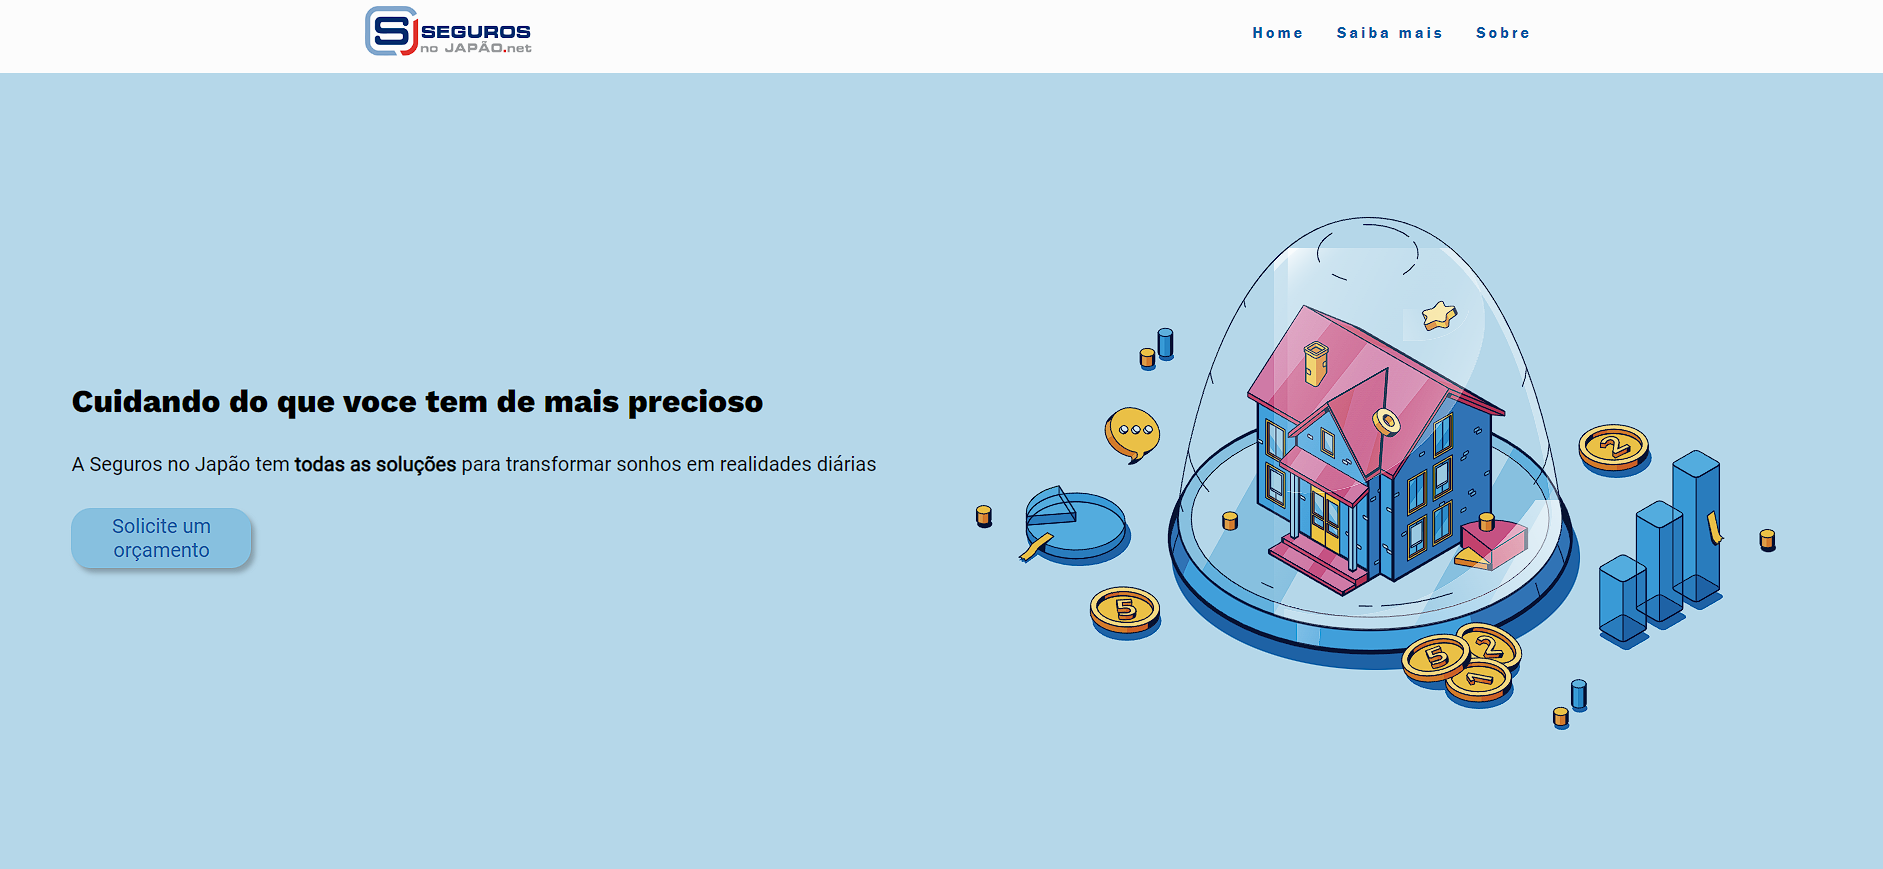 SJ SEGUROS
no JAPÃO.net
Home Saiba mais Sobre
Cuidando do que voce tem de mais precioso
A Seguros no Japão tem todas as soluções para transformar sonhos em realidades diárias
Solicite um
orçamento
2
5
5
2
1